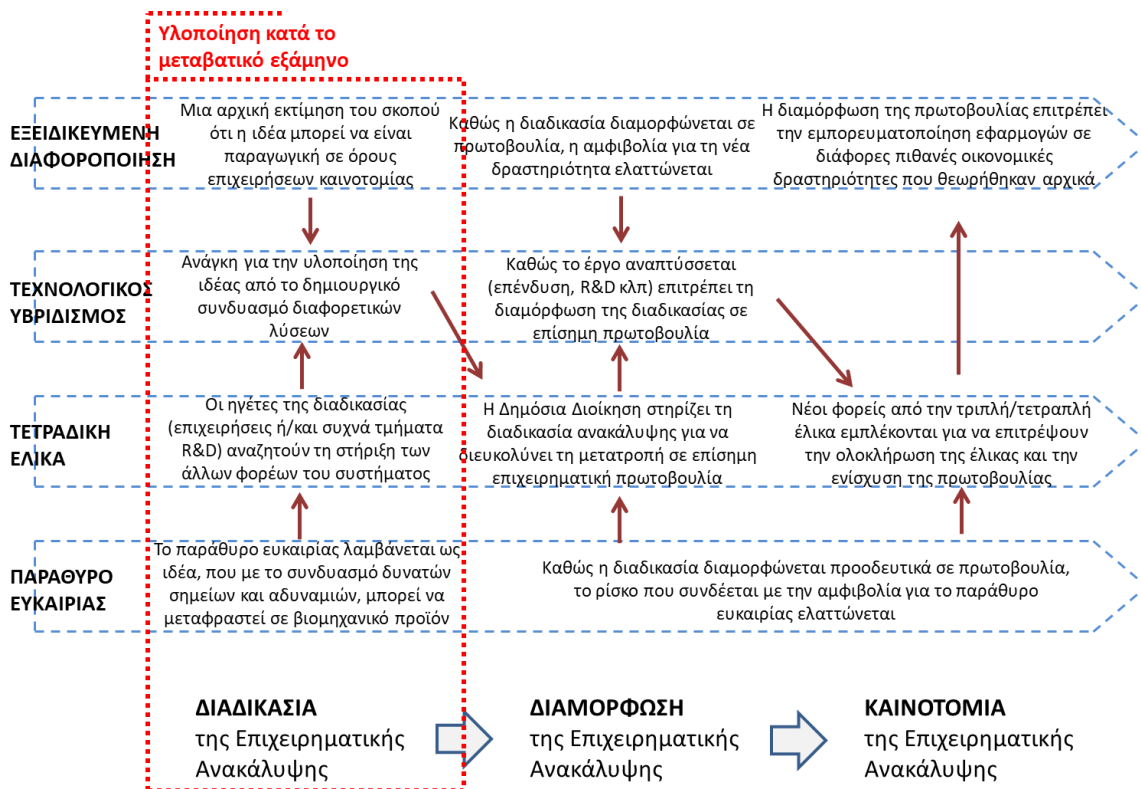 Υλοποίηση κατά το
μεταβατικό εξάμηνο
ΕΞΕΙΔΙΚΕΥΜΕΝΗ
ΔΙΑΦΟΡΟΠΟΙΗΣΗ
Μια αρχική εκτίμηση του σκοπού
ότι η ιδέα μπορεί να είναι
παραγωγική σε όρους
επιχειρήσεων καινοτομίας
Καθώς η διαδικασία διαμορφώνεται σε
πρωτοβουλία, η αμφιβολία για τη νέα
δραστηριότητα ελαττώνεται
Η διαμόρφωση της πρωτοβουλίας επιτρέπει
την εμπορευματοποίηση εφαρμογών σε
διάφορες πιθανές οικονομικές
δραστηριότητες που θεωρήθηκαν αρχικά
ΤΕΧΝΟΛΟΓΙΚΟΣ
ΥΒΡΙΔΙΣΜΟΣ
Ανάγκη για την υλοποίηση της
ιδέας από το δημιουργικό
συνδυασμό διαφορετικών
λύσεων
Καθώς το έργο αναπτύσσεται
(επένδυση, R&D κλπ) επιτρέπει τη
διαμόρφωση της διαδικασίας σε
επίσημη πρωτοβουλία
ΤΕΤΡΑΔΙΚΗ
ΕΛΙΚΑ
Οι ηγέτες της διαδικασίας
(επιχειρήσεις ή/και συχνά τμήματα
R&D) αναζητούν τη στήριξη των
άλλων φορέων του συστήματος
Η Δημόσια Διοίκηση στηρίζει τη
διαδικασία ανακάλυψης για να
διευκολύνει τη μετατροπή σε επίσημη
επιχειρηματική πρωτοβουλία
Νέοι φορείς από την τριπλή/τετραπλή
έλικα εμπλέκονται για να επιτρέψουν
την ολοκλήρωση της έλικας και την
ενίσχυση της πρωτοβουλίας
ΠΑΡΑΘΥΡΟ
ΕΥΚΑΙΡΙΑΣ
Το παράθυρο ευκαιρίας λαμβάνεται ως
ιδέα, που με το συνδυασμό δυνατών
σημείων και αδυναμιών, μπορεί να
μεταφραστεί σε βιομηχανικό προϊόν
Καθώς η διαδικασία διαμορφώνεται προοδευτικά σε πρωτοβουλία,
το ρίσκο που συνδέεται με την αμφιβολία για το παράθυρο
ευκαιρίας ελαττώνεται
ΔΙΑΔΙΚΑΣΙΑ
της Επιχειρηματικής
Ανακάλυψης
ΔΙΑΜΟΡΦΩΣΗ
της Επιχειρηματικής
Ανακάλυψης
ΚΑΙΝΟΤΟΜΙΑ
της Επιχειρηματικής
Ανακάλυψης